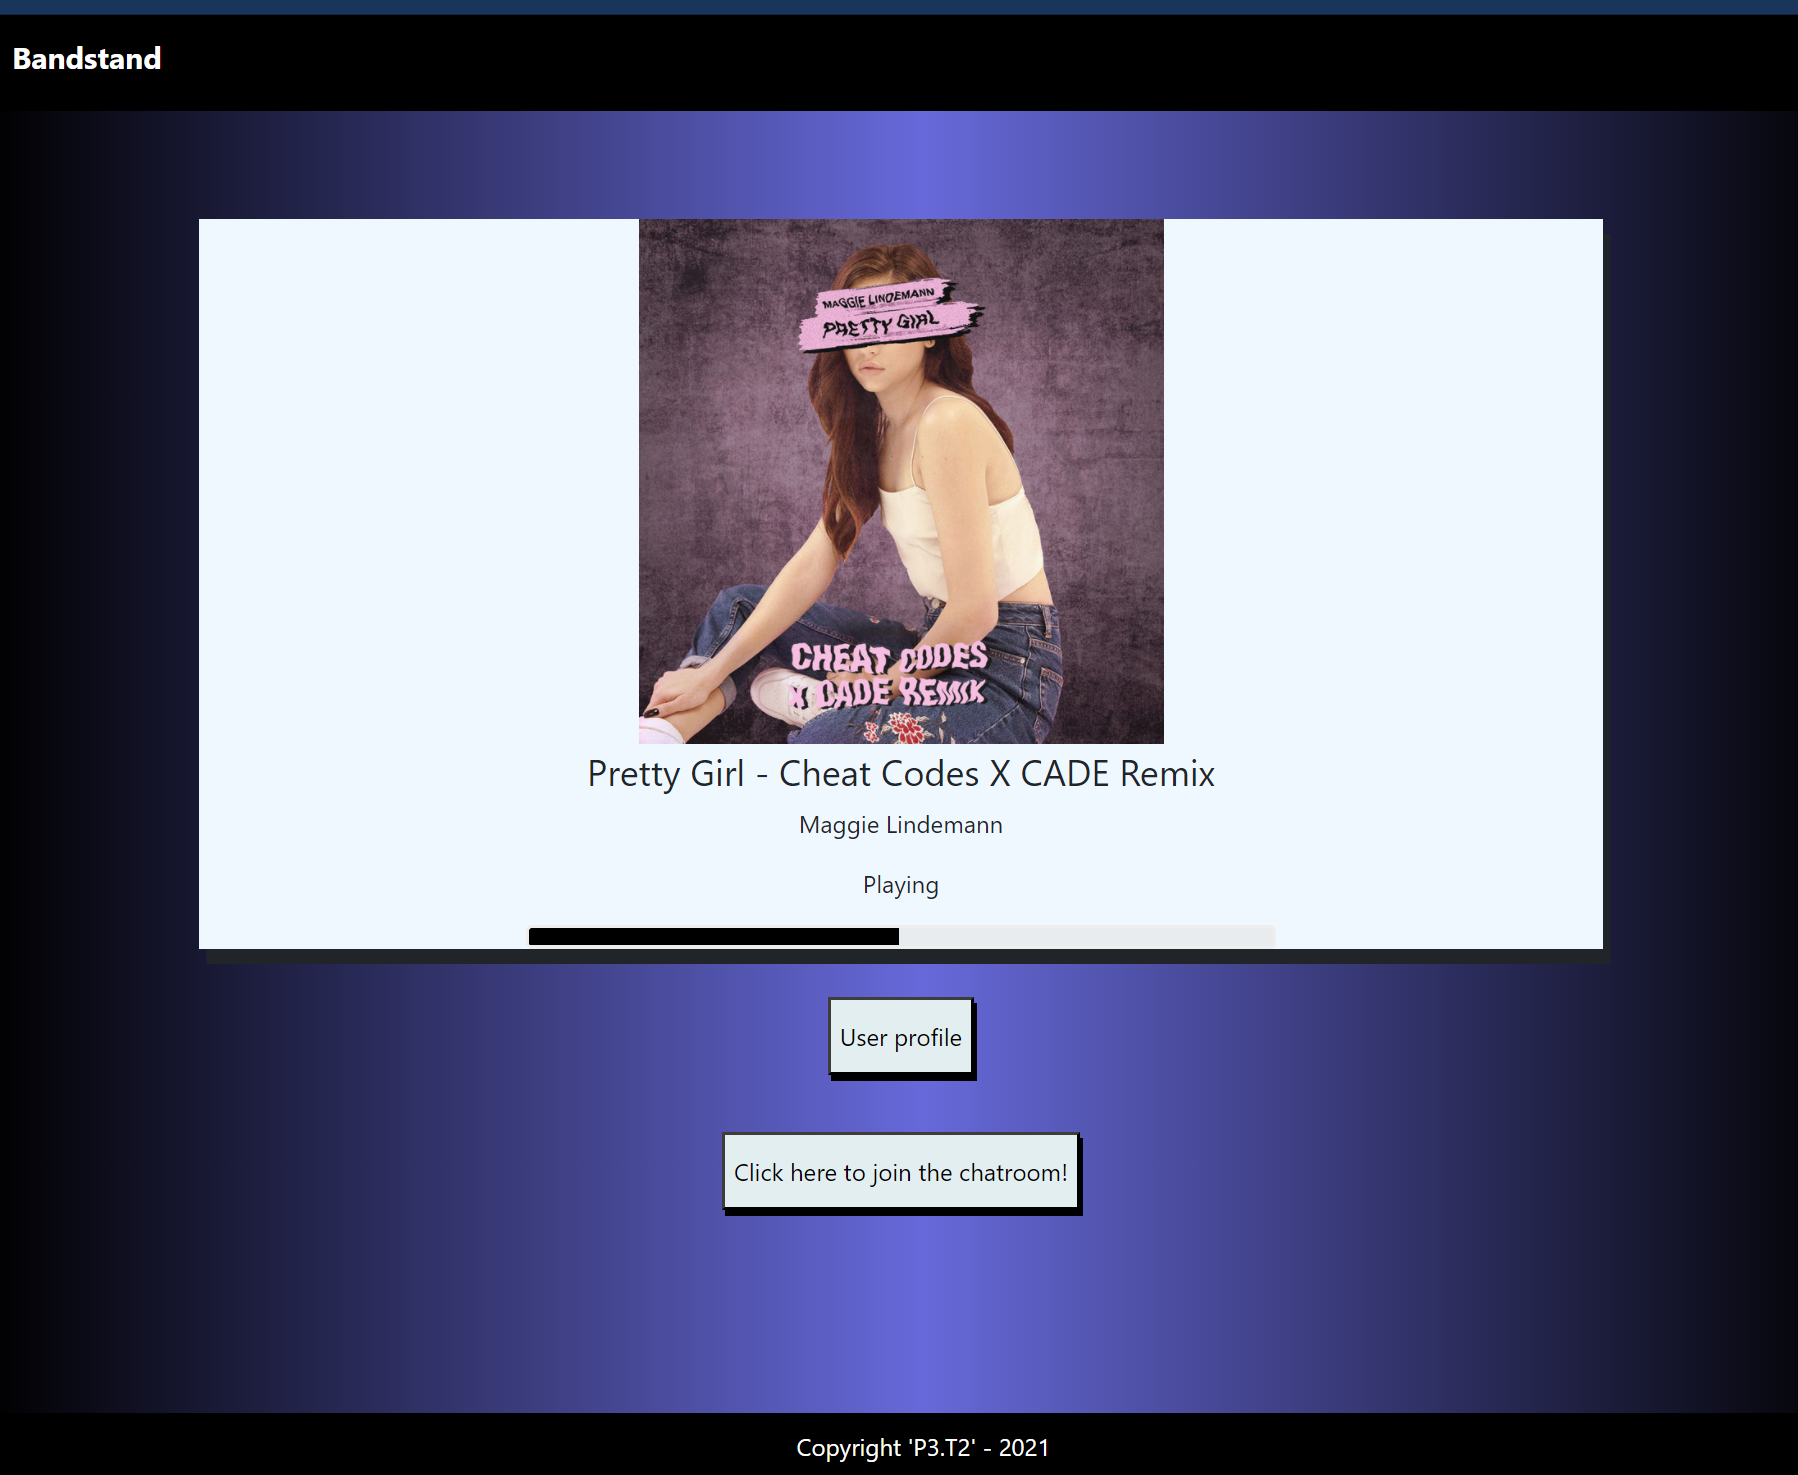 Bandstand
MAGGIE LINDEMANN
PRETTY GIRL
CHEAT CODES
X CADE REMIX
Pretty Girl - Cheat Codes X CADE Remix
Maggie Lindemann
Playing
User profile
Click here to join the chatroom!
Copyright 'P3.T2' - 2021